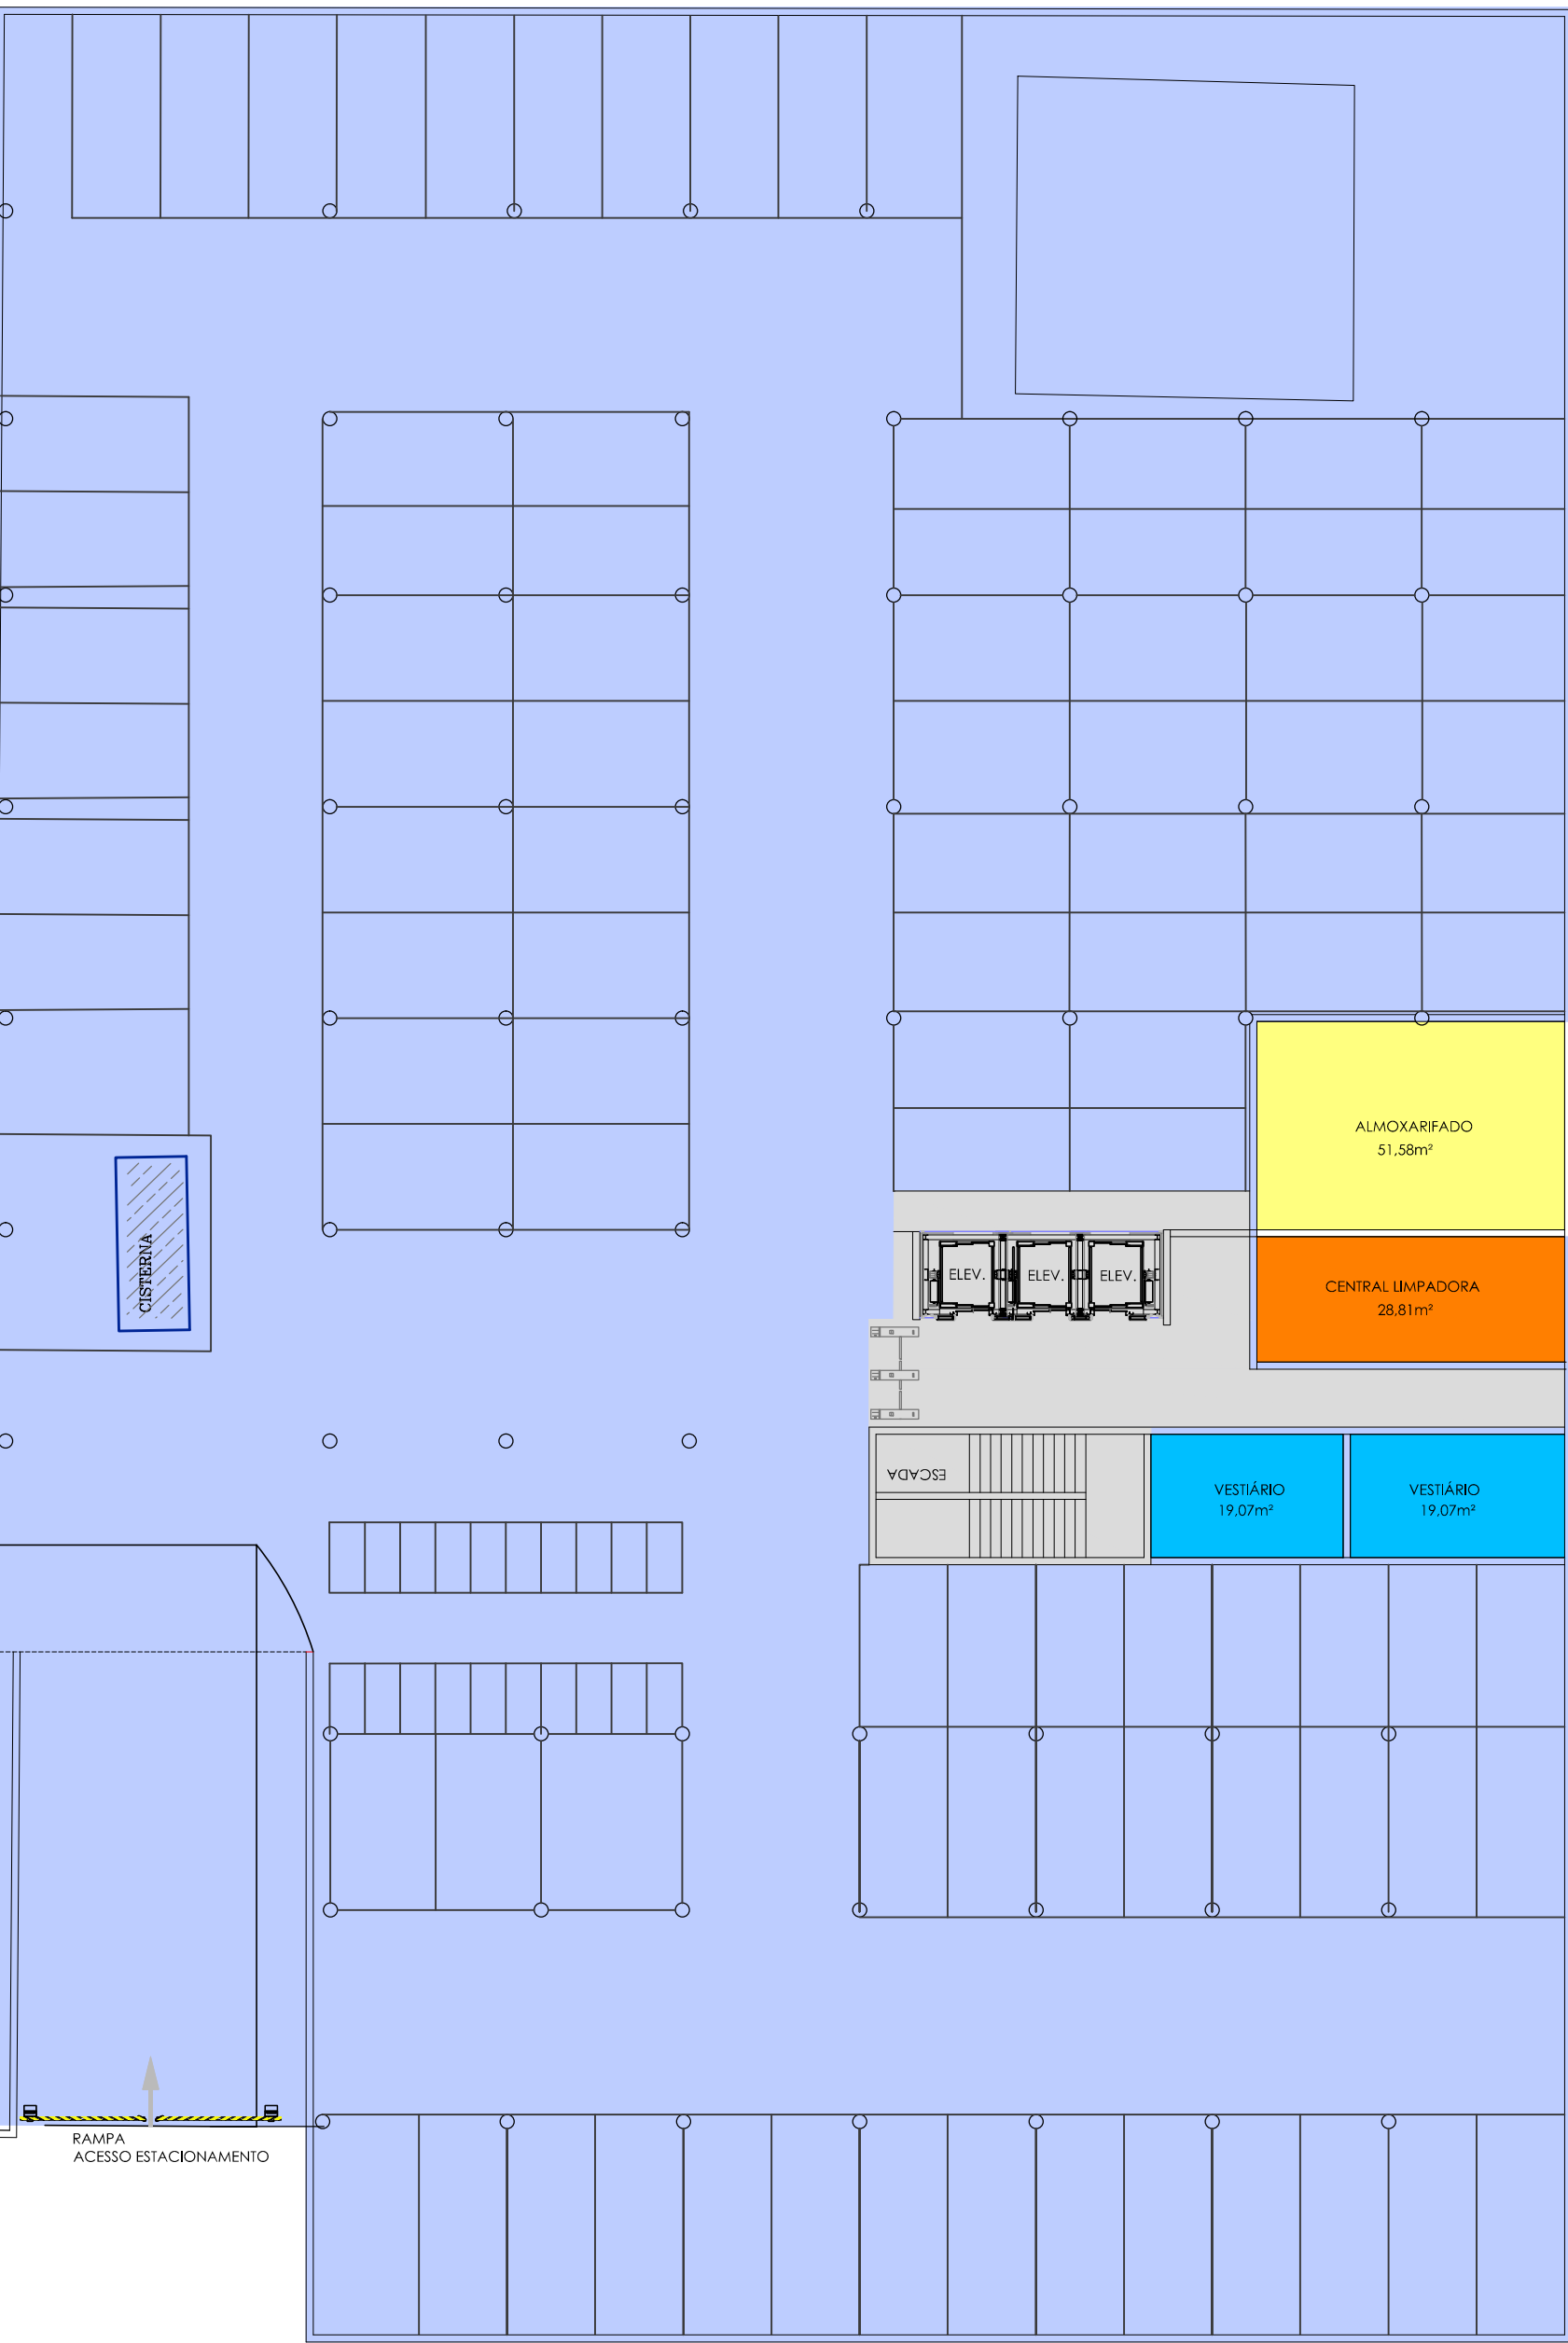 ALMOXARIFADO
51,58m²
CISTERNA
ELEV.
ELEV.
ELEV.
CENTRAL LIMPADORA
28,81m²
ESCADA
VESTIÁRIO
19,07m²
VESTIÁRIO
19,07m²
RAMPA
ACESSO ESTACIONAMENTO